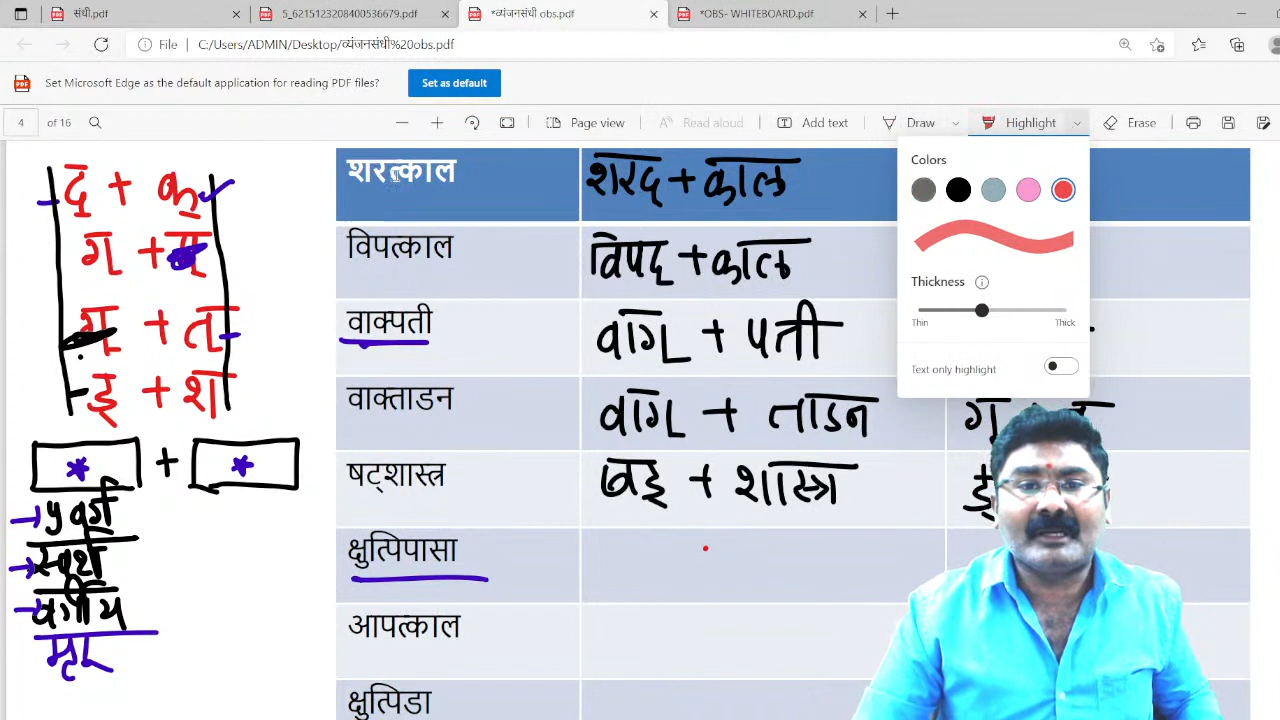 संधी.pdf
5_6215123208400536679.pdf
*व्यंजनसंधी obs.pdf
*OBS- WHITEBOARD.pdf
File C:/Users/ADMIN/Desktop/व्यंजनसंधी%20obs.pdf
Set Microsoft Edge as the default application for reading PDF files? Set as default
4 of 16 Page view Read aloud Add text Draw Highlight Erase
Colors
Thickness
Thin Thick
Text only highlight
द् + क्
ग् +
ग् + त
ड् + श
* + *
स्पर्श
वर्गीय
शरत्काल शरद् + काल
विपत्काल विपद् + काल
वाक्पती वाग् + पती
वाक्ताडन वाग् + ताडन ग् + त
षट्शास्त्र षड् + शास्त्र ड्
क्षुत्पिपासा
आपत्काल
क्षुत्पिडा